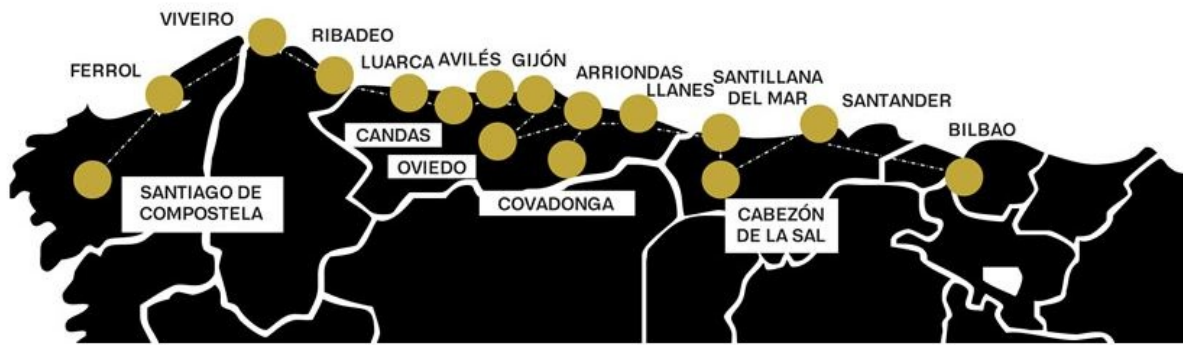 VIVEIRO
RIBADEO
FERROL
LUARCA
AVILÉS
GIJÓN
ARRIONDAS
LLANES
SANTILLANA
DEL MAR
SANTANDER
BILBAO
CANDAS
OVIEDO
SANTIAGO DE
COMPOSTELA
COVADONGA
CABEZÓN
DE LA SAL